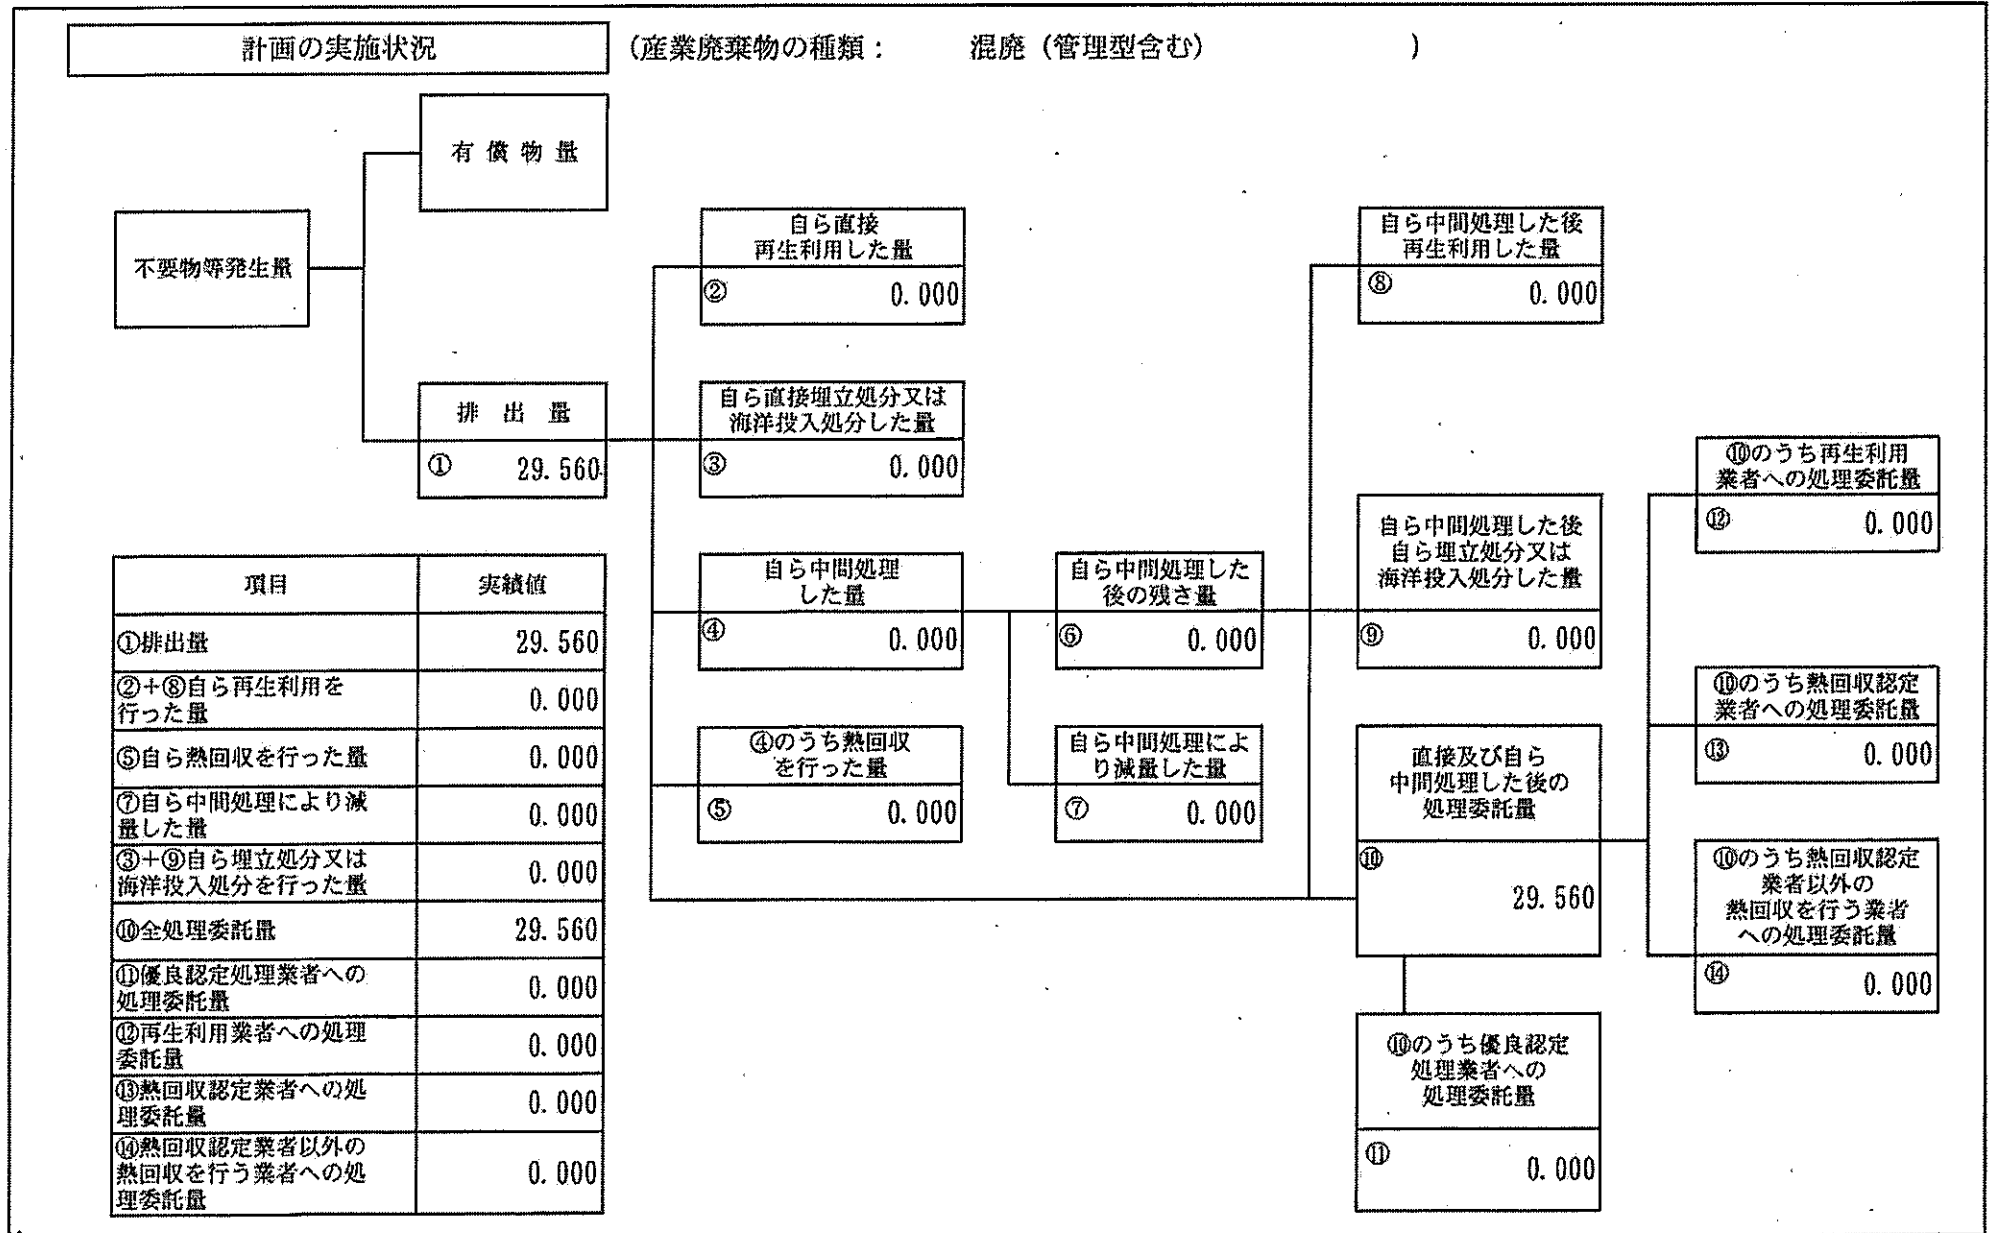 計画の実施状況 (産業廃棄物の種類： 混廃（管理型含む） )
有償物量
不要物等発生量
排出量
① 29.560
自ら直接
再生利用した量
② 0.000
自ら直接埋立処分又は
海洋投入処分した量
③ 0.000
自ら中間処理
した量
④ 0.000
④のうち熱回収
を行った量
⑤ 0.000
自ら中間処理した
後の残さ量
⑥ 0.000
自ら中間処理によ
り減量した量
⑦ 0.000
自ら中間処理した後
再生利用した量
⑧ 0.000
自ら中間処理した後
自ら埋立処分又は
海洋投入処分した量
⑨ 0.000
直接及び自ら
中間処理した後の
処理委託量
⑩
29.560
⑩のうち優良認定
処理業者への
処理委託量
⑪ 0.000
⑩のうち再生利用
業者への処理委託量
⑫ 0.000
⑩のうち熱回収認定
業者への処理委託量
⑬ 0.000
⑩のうち熱回収認定
業者以外の
熱回収を行う業者
への処理委託量
⑭ 0.000
項目 実績値
①排出量 29.560
②＋⑧自ら再生利用を
行った量 0.000
⑤自ら熱回収を行った量 0.000
⑦自ら中間処理により減
量した量 0.000
③＋⑨自ら埋立処分又は
海洋投入処分を行った量 0.000
⑩全処理委託量 29.560
⑪優良認定処理業者への
処理委託量 0.000
⑫再生利用業者への処理
委託量 0.000
⑬熱回収認定業者への処
理委託量 0.000
⑭熱回収認定業者以外の
熱回収を行う業者への処
理委託量 0.000